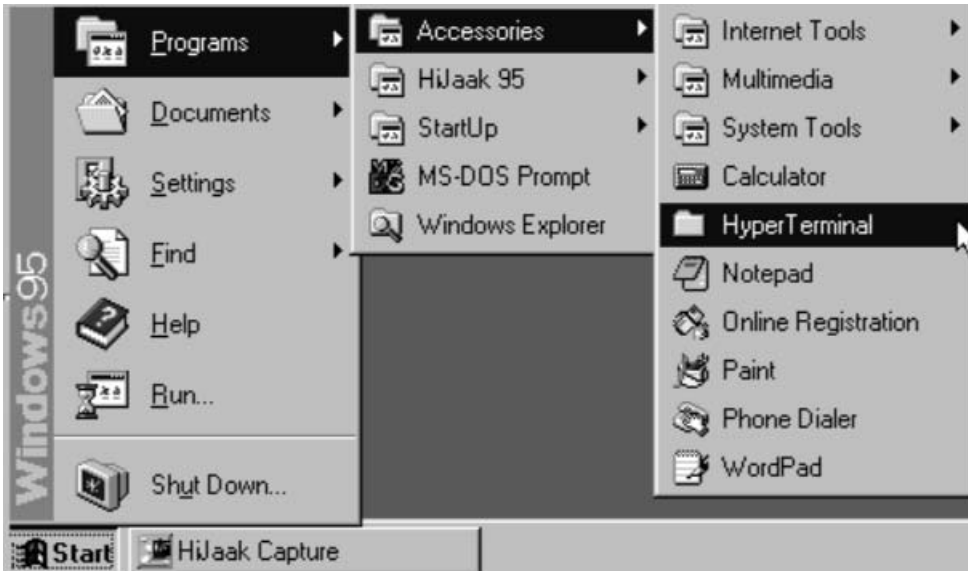 Programs
Documents
Settings
Find
Help
Run...
Shut Down...
Windows95
Accessories
HiJaak 95
StartUp
MS-DOS Prompt
Windows Explorer
Internet Tools
Multimedia
System Tools
Calculator
HyperTerminal
Notepad
Online Registration
Paint
Phone Dialer
WordPad
Start
HiJaak Capture